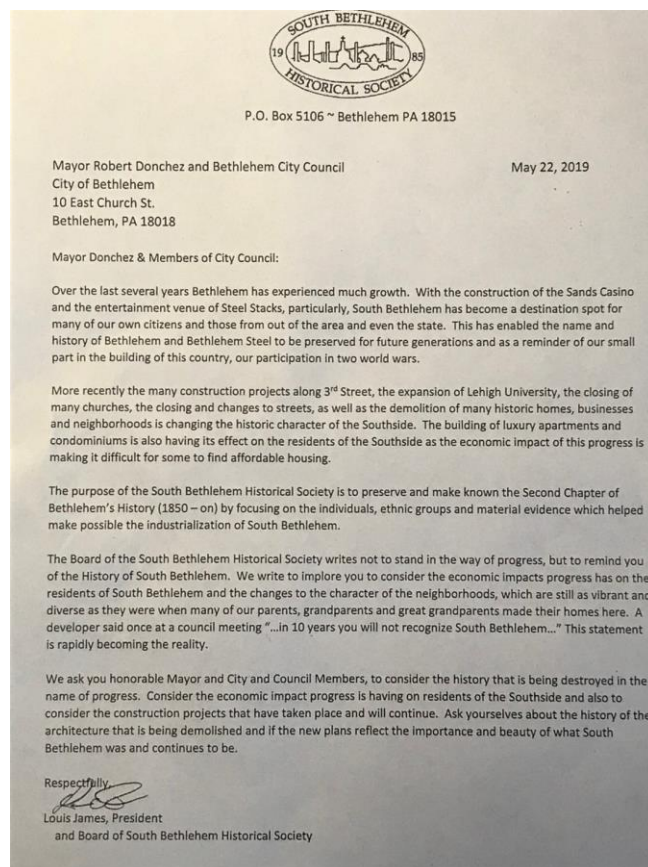 SOUTH BETHLEHEM
19 85
HISTORICAL SOCIETY
P.O. Box 5106 ~ Bethlehem PA 18015
Mayor Robert Donchez and Bethlehem City Council May 22, 2019
City of Bethlehem
10 East Church St.
Bethlehem, PA 18018
Mayor Donchez & Members of City Council:
Over the last several years Bethlehem has experienced much growth. With the construction of the Sands Casino
and the entertainment venue of Steel Stacks, particularly, South Bethlehem has become a destination spot for
many of our own citizens and those from out of the area and even the state. This has enabled the name and
history of Bethlehem and Bethlehem Steel to be preserved for future generations and as a reminder of our small
part in the building of this country, our participation in two world wars.
More recently the many construction projects along 3rd Street, the expansion of Lehigh University, the closing of
many churches, the closing and changes to streets, as well as the demolition of many historic homes, businesses
and neighborhoods is changing the historic character of the Southside. The building of luxury apartments and
condominiums is also having its effect on the residents of the Southside as the economic impact of this progress is
making it difficult for some to find affordable housing.
The purpose of the South Bethlehem Historical Society is to preserve and make known the Second Chapter of
Bethlehem's History (1850 – on) by focusing on the individuals, ethnic groups and material evidence which helped
make possible the industrialization of South Bethlehem.
The Board of the South Bethlehem Historical Society writes not to stand in the way of progress, but to remind you
of the History of South Bethlehem. We write to implore you to consider the economic impacts progress has on the
residents of South Bethlehem and the changes to the character of the neighborhoods, which are still as vibrant and
diverse as they were when many of our parents, grandparents and great grandparents made their homes here. A
developer said once at a council meeting "...in 10 years you will not recognize South Bethlehem..." This statement
is rapidly becoming the reality.
We ask you honorable Mayor and City and Council Members, to consider the history that is being destroyed in the
name of progress. Consider the economic impact progress is having on residents of the Southside and also to
consider the construction projects that have taken place and will continue. Ask yourselves about the history of the
architecture that is being demolished and if the new plans reflect the importance and beauty of what South
Bethlehem was and continues to be.
Respectfully,
Louis James, President
and Board of South Bethlehem Historical Society